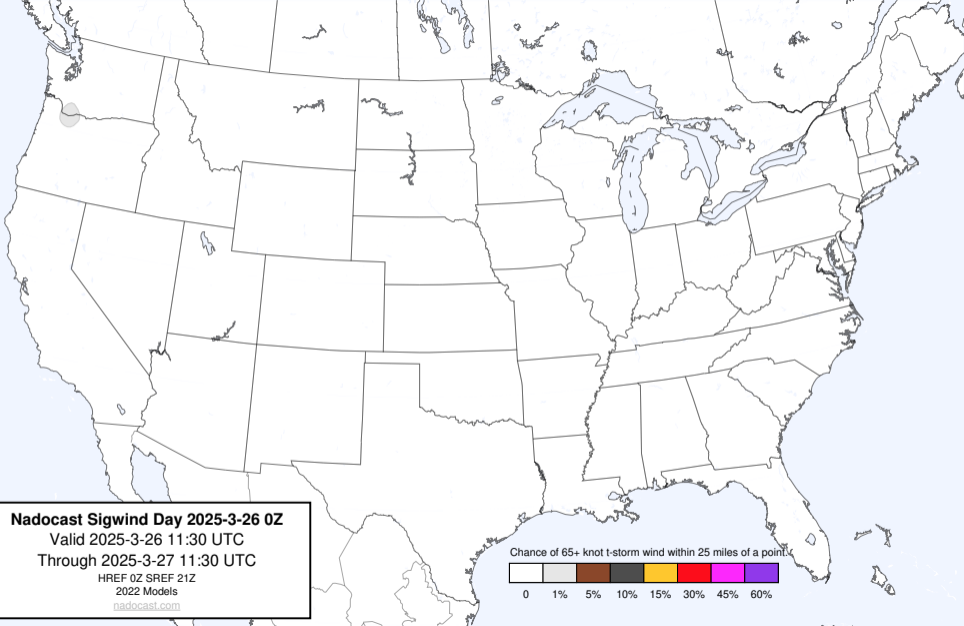 Nadocast Sigwind Day 2025-3-26 0Z
Valid 2025-3-26 11:30 UTC
Through 2025-3-27 11:30 UTC
HREF 0Z SREF 21Z
2022 Models
nadocast.com
Chance of 65+ knot t-storm wind within 25 miles of a point.
0 1% 5% 10% 15% 30% 45% 60%